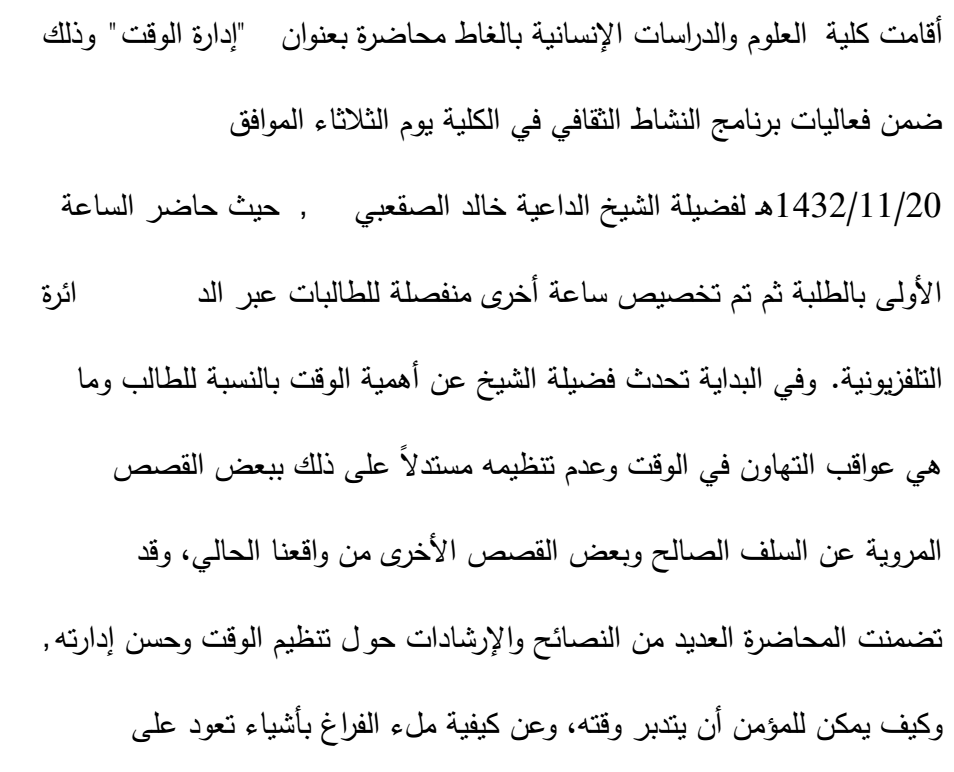 أقامت كلية العلوم والدراسات الإنسانية بالغاط محاضرة بعنوان "إدارة الوقت" وذلك
ضمن فعاليات برنامج النشاط الثقافي في الكلية يوم الثلاثاء الموافق
1432/11/20هـ لفضيلة الشيخ الداعية خالد الصقعبي , حيث حاضر الساعة
الأولى بالطلبة ثم تم تخصيص ساعة أخرى منفصلة للطالبات عبر الد ائرة
التلفزيونية. وفي البداية تحدث فضيلة الشيخ عن أهمية الوقت بالنسبة للطالب وما
هي عواقب التهاون في الوقت وعدم تنظيمه مستدلاً على ذلك ببعض القصص
المروية عن السلف الصالح وبعض القصص الأخرى من واقعنا الحالي، وقد
تضمنت المحاضرة العديد من النصائح والإرشادات حول تنظيم الوقت وحسن إدارته,
وكيف يمكن للمؤمن أن يتدبر وقته، وعن كيفية ملء الفراغ بأشياء تعود على